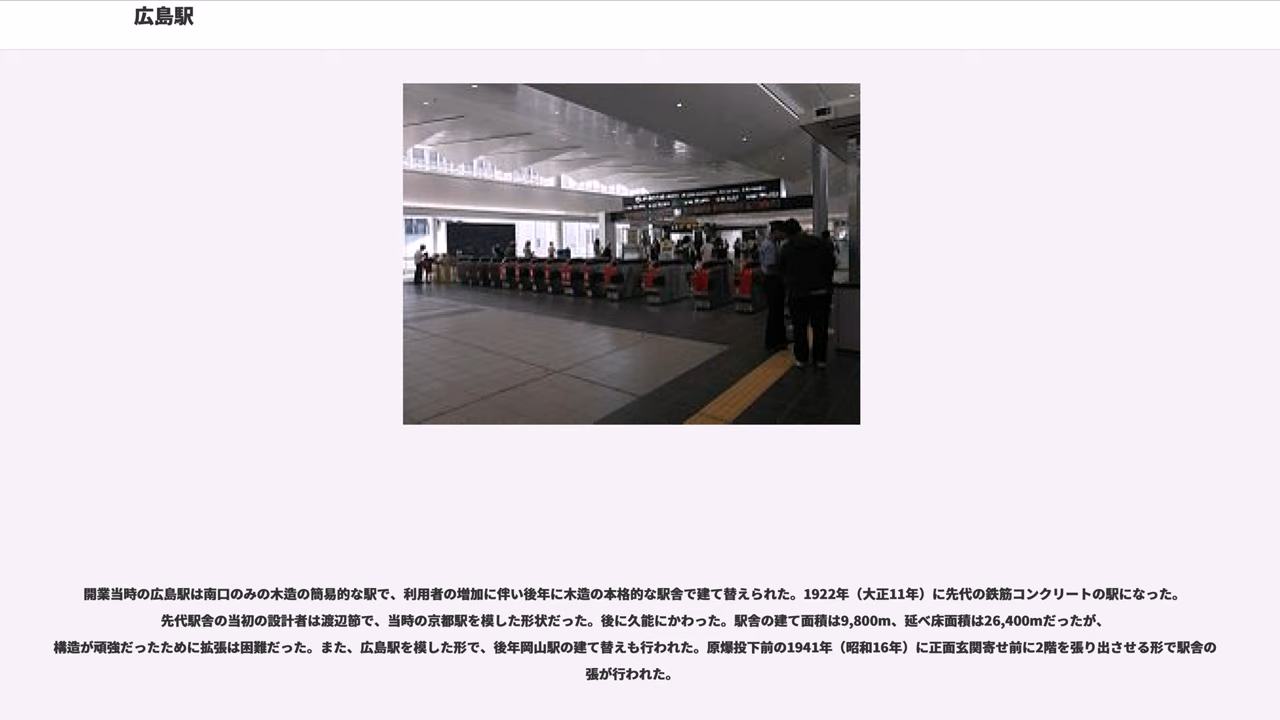 広島駅
開業当時の広島駅は南口のみの木造の簡易的な駅で、利用者の増加に伴い後年に木造の本格的な駅舎で建て替えられた。1922年（大正11年）に先代の鉄筋コンクリートの駅になった。
先代駅舎の当初の設計者は渡辺節で、当時の京都駅を模した形状だった。後に久能にかわった。駅舎の建て面積は9,800m、延べ床面積は26,400mだったが、
構造が頑強だったために拡張は困難だった。また、広島駅を模した形で、後年岡山駅の建て替えも行われた。原爆投下前の1941年（昭和16年）に正面玄関寄せ前に2階を張り出させる形で駅舎の
張が行われた。